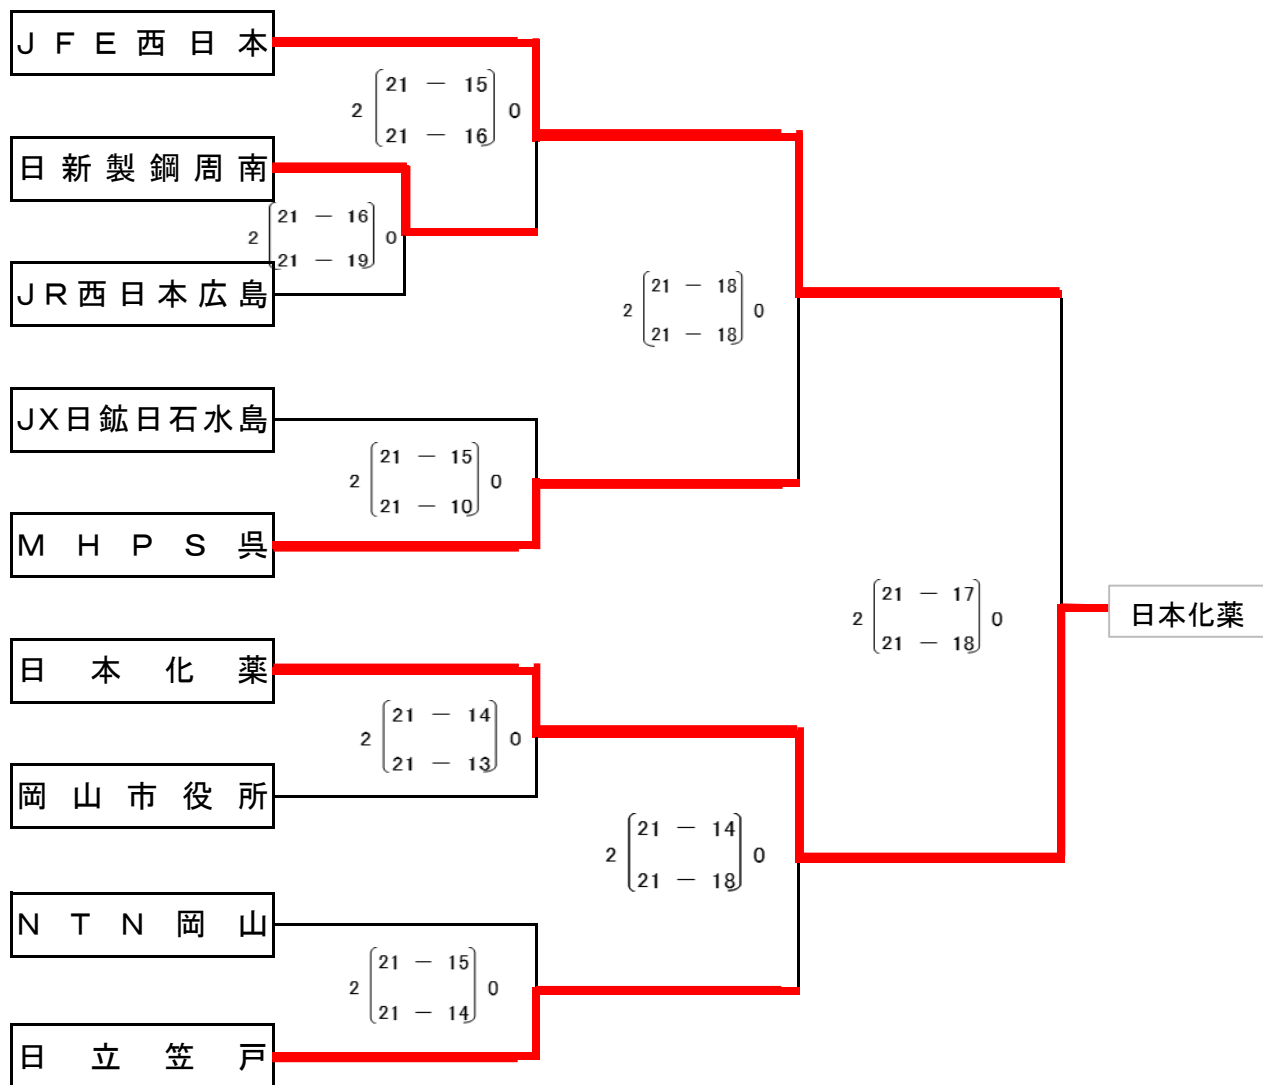 ＪＦＥ西日本
21 － 15
2 0
21 － 16
日新製鋼周南
21 － 16
2 0
21 － 19
ＪＲ西日本広島
21 － 18
2 0
21 － 18
JX日鉱日石水島
21 － 15
2 0
21 － 10
ＭＨＰＳ呉
21 － 17
2 0
21 － 18
日本化薬
日本化薬
21 － 14
2 0
21 － 13
岡山市役所
21 － 14
2 0
21 － 18
ＮＴＮ岡山
21 － 15
2 0
21 － 14
日立笠戸